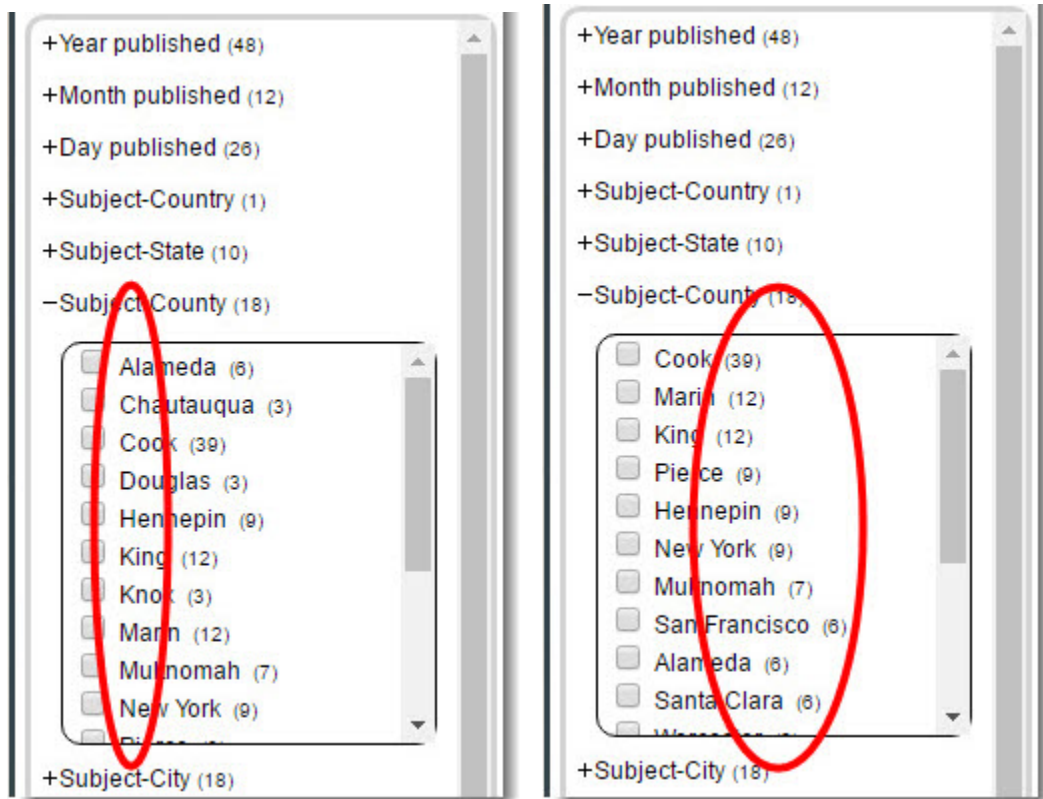 +Year published (48)
+Month published (12)
+Day published (26)
+Subject-Country (1)
+Subject-State (10)
−Subject-County (18)
Alameda (6)
Chautauqua (3)
Cook (39)
Douglas (3)
Hennepin (9)
King (12)
Knox (3)
Marin (12)
Multnomah (7)
New York (9)
+Subject-City (18)
+Year published (48)
+Month published (12)
+Day published (26)
+Subject-Country (1)
+Subject-State (10)
−Subject-County (18)
Cook (39)
Marin (12)
King (12)
Pierce (9)
Hennepin (9)
New York (9)
Multnomah (7)
San Francisco (6)
Alameda (6)
Santa Clara (6)
+Subject-City (18)